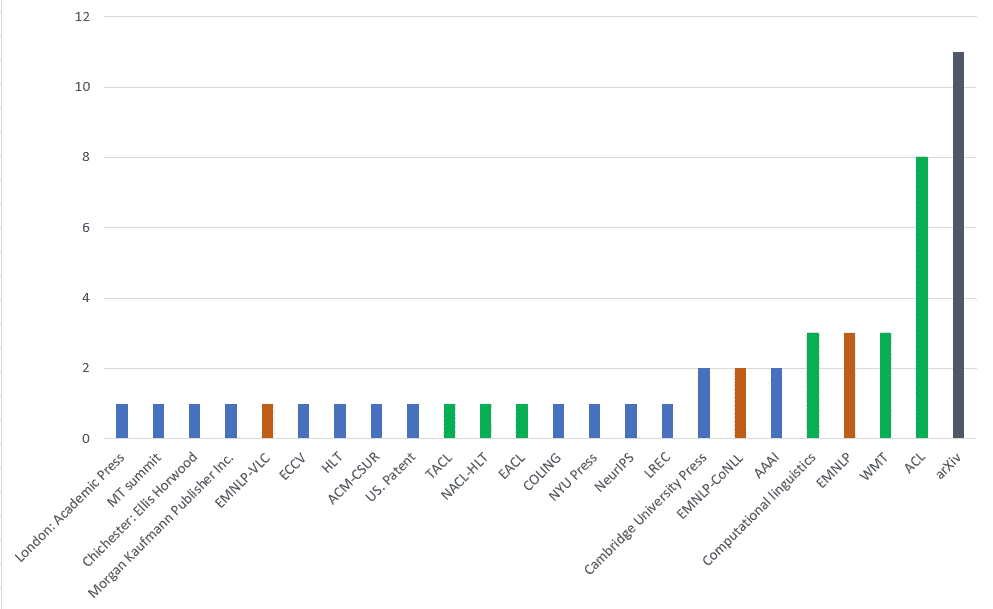 12
10
8
6
4
2
0
London: Academic Press
MT summit
Chichester: Ellis Horwood
Morgan Kaufmann Publisher Inc.
EMNLP-VLC
ECCV
HLT
ACM-CSUR
US. Patent
TACL
NACL-HLT
EACL
COLING
NYU Press
NeurIPS
LREC
Cambridge University Press
EMNLP-CoNLL
AAAI
Computational linguistics
EMNLP
WMT
ACL
arXiv